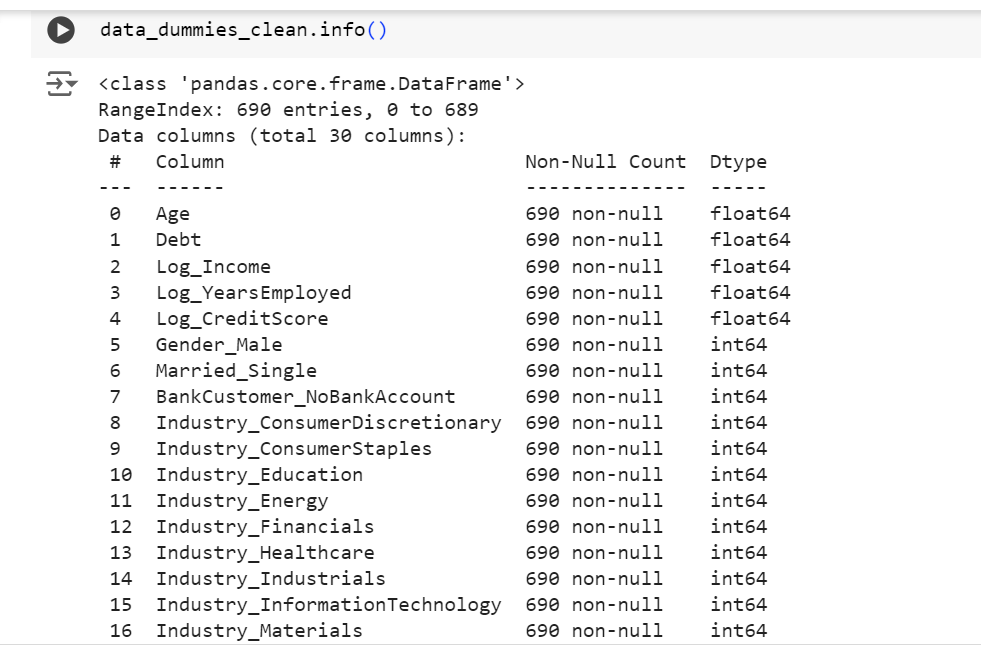 data_dummies_clean.info()
<class 'pandas.core.frame.DataFrame'>
RangeIndex: 690 entries, 0 to 689
Data columns (total 30 columns):
 #   Column                          Non-Null Count  Dtype
---  ------                          --------------  -----
 0   Age                             690 non-null    float64
 1   Debt                            690 non-null    float64
 2   Log_Income                      690 non-null    float64
 3   Log_YearsEmployed               690 non-null    float64
 4   Log_CreditScore                 690 non-null    float64
 5   Gender_Male                     690 non-null    int64
 6   Married_Single                  690 non-null    int64
 7   BankCustomer_NoBankAccount      690 non-null    int64
 8   Industry_ConsumerDiscretionary  690 non-null    int64
 9   Industry_ConsumerStaples        690 non-null    int64
 10  Industry_Education              690 non-null    int64
 11  Industry_Energy                 690 non-null    int64
 12  Industry_Financials             690 non-null    int64
 13  Industry_Healthcare             690 non-null    int64
 14  Industry_Industrials            690 non-null    int64
 15  Industry_InformationTechnology  690 non-null    int64
 16  Industry_Materials              690 non-null    int64